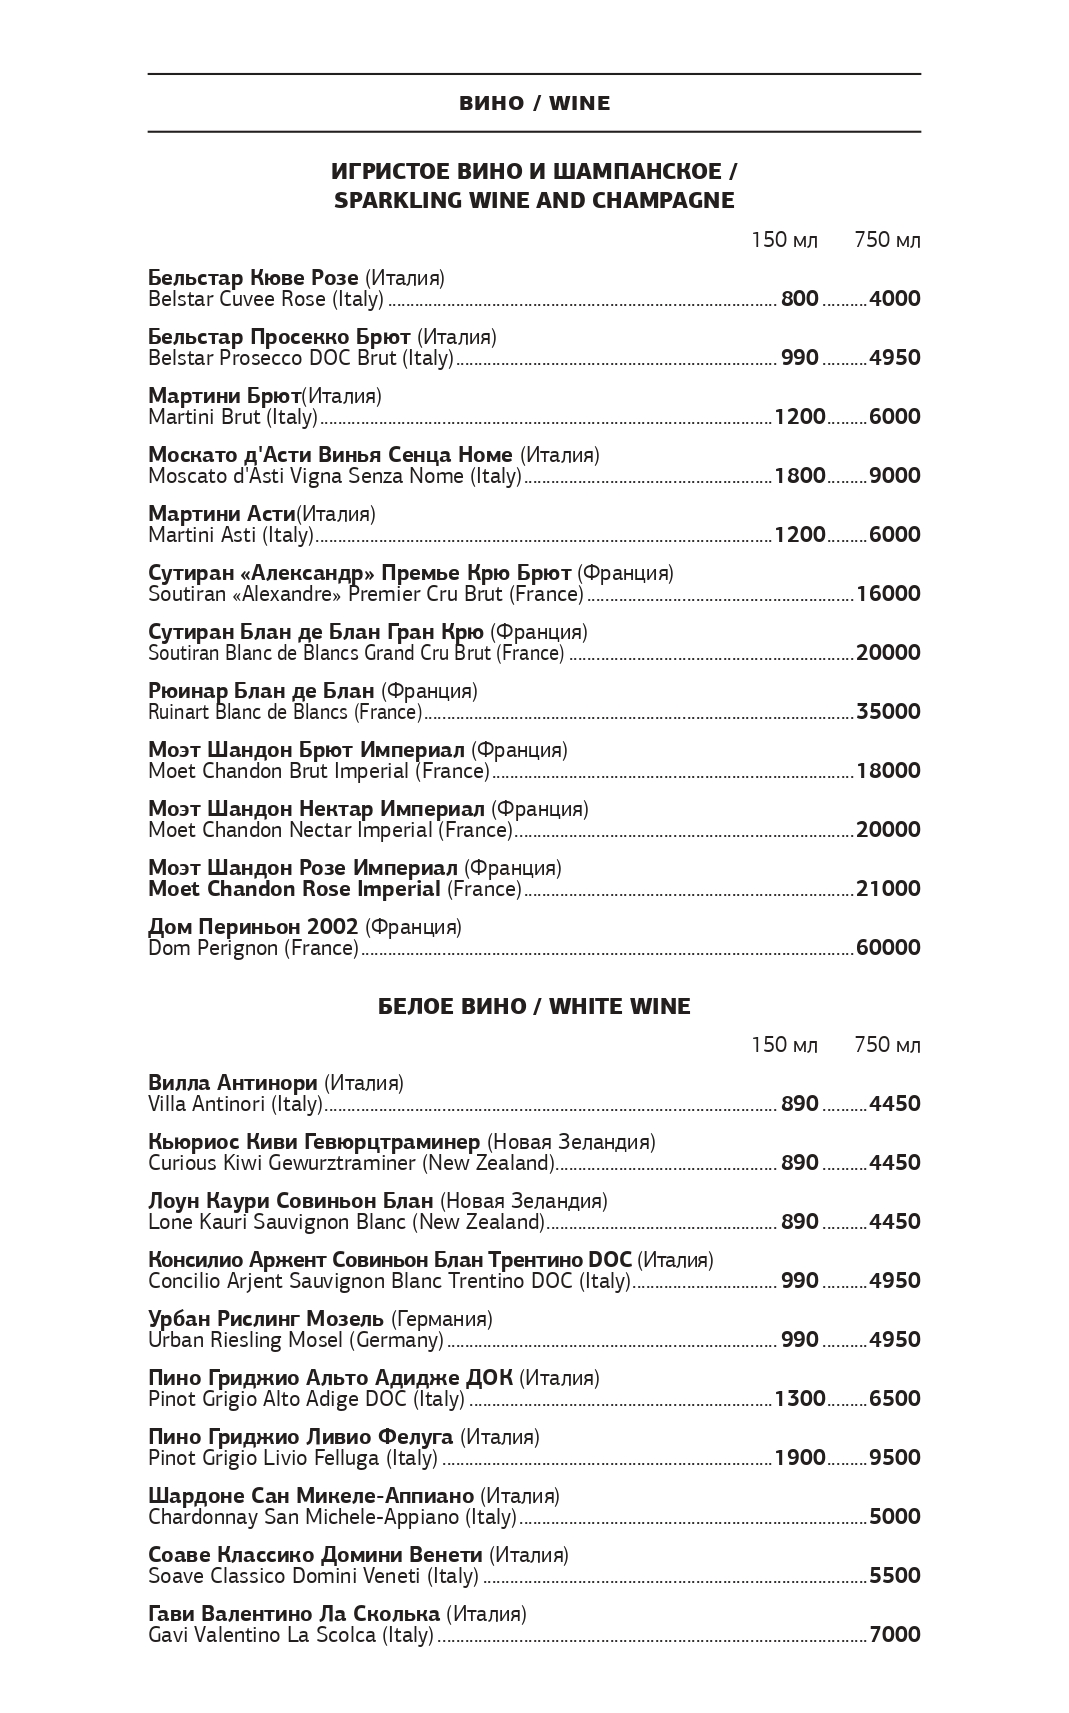 ВИНО / WINE
ИГРИСТОЕ ВИНО И ШАМПАНСКОЕ /
SPARKLING WINE AND CHAMPAGNE
150 мл 750 мл
Бельстар Кюве Розе (Италия)
Belstar Cuvee Rose (Italy) 800 4000
Бельстар Просекко Брют (Италия)
Belstar Prosecco DOC Brut (Italy) 990 4950
Мартини Брют(Италия)
Martini Brut (Italy) 1200 6000
Москато д'Асти Винья Сенца Номе (Италия)
Moscato d'Asti Vigna Senza Nome (Italy) 1800 9000
Мартини Асти(Италия)
Martini Asti (Italy) 1200 6000
Сутиран «Александр» Премье Крю Брют (Франция)
Soutiran «Alexandre» Premier Cru Brut (France) 16000
Сутиран Блан де Блан Гран Крю (Франция)
Soutiran Blanc de Blancs Grand Cru Brut (France) 20000
Рюинар Блан де Блан (Франция)
Ruinart Blanc de Blancs (France) 35000
Моэт Шандон Брют Империал (Франция)
Moet Chandon Brut Imperial (France) 18000
Моэт Шандон Нектар Империал (Франция)
Moet Chandon Nectar Imperial (France) 20000
Моэт Шандон Розе Империал (Франция)
Moet Chandon Rose Imperial (France) 21000
Дом Периньон 2002 (Франция)
Dom Perignon (France) 60000
БЕЛОЕ ВИНО / WHITE WINE
150 мл 750 мл
Вилла Антинори (Италия)
Villa Antinori (Italy) 890 4450
Кьюриос Киви Гевюрцтраминер (Новая Зеландия)
Curious Kiwi Gewurztraminer (New Zealand) 890 4450
Лоун Каури Совиньон Блан (Новая Зеландия)
Lone Kauri Sauvignon Blanc (New Zealand) 890 4450
Консилио Аржент Совиньон Блан Трентино DOC (Италия)
Concilio Arjent Sauvignon Blanc Trentino DOC (Italy) 990 4950
Урбан Рислинг Мозель (Германия)
Urban Riesling Mosel (Germany) 990 4950
Пино Гриджио Альто Адидже ДОК (Италия)
Pinot Grigio Alto Adige DOC (Italy) 1300 6500
Пино Гриджио Ливио Фелуга (Италия)
Pinot Grigio Livio Felluga (Italy) 1900 9500
Шардоне Сан Микеле-Аппиано (Италия)
Chardonnay San Michele-Appiano (Italy) 5000
Соаве Классико Домини Венети (Италия)
Soave Classico Domini Veneti (Italy) 5500
Гави Валентино Ла Сколька (Италия)
Gavi Valentino La Scolca (Italy) 7000